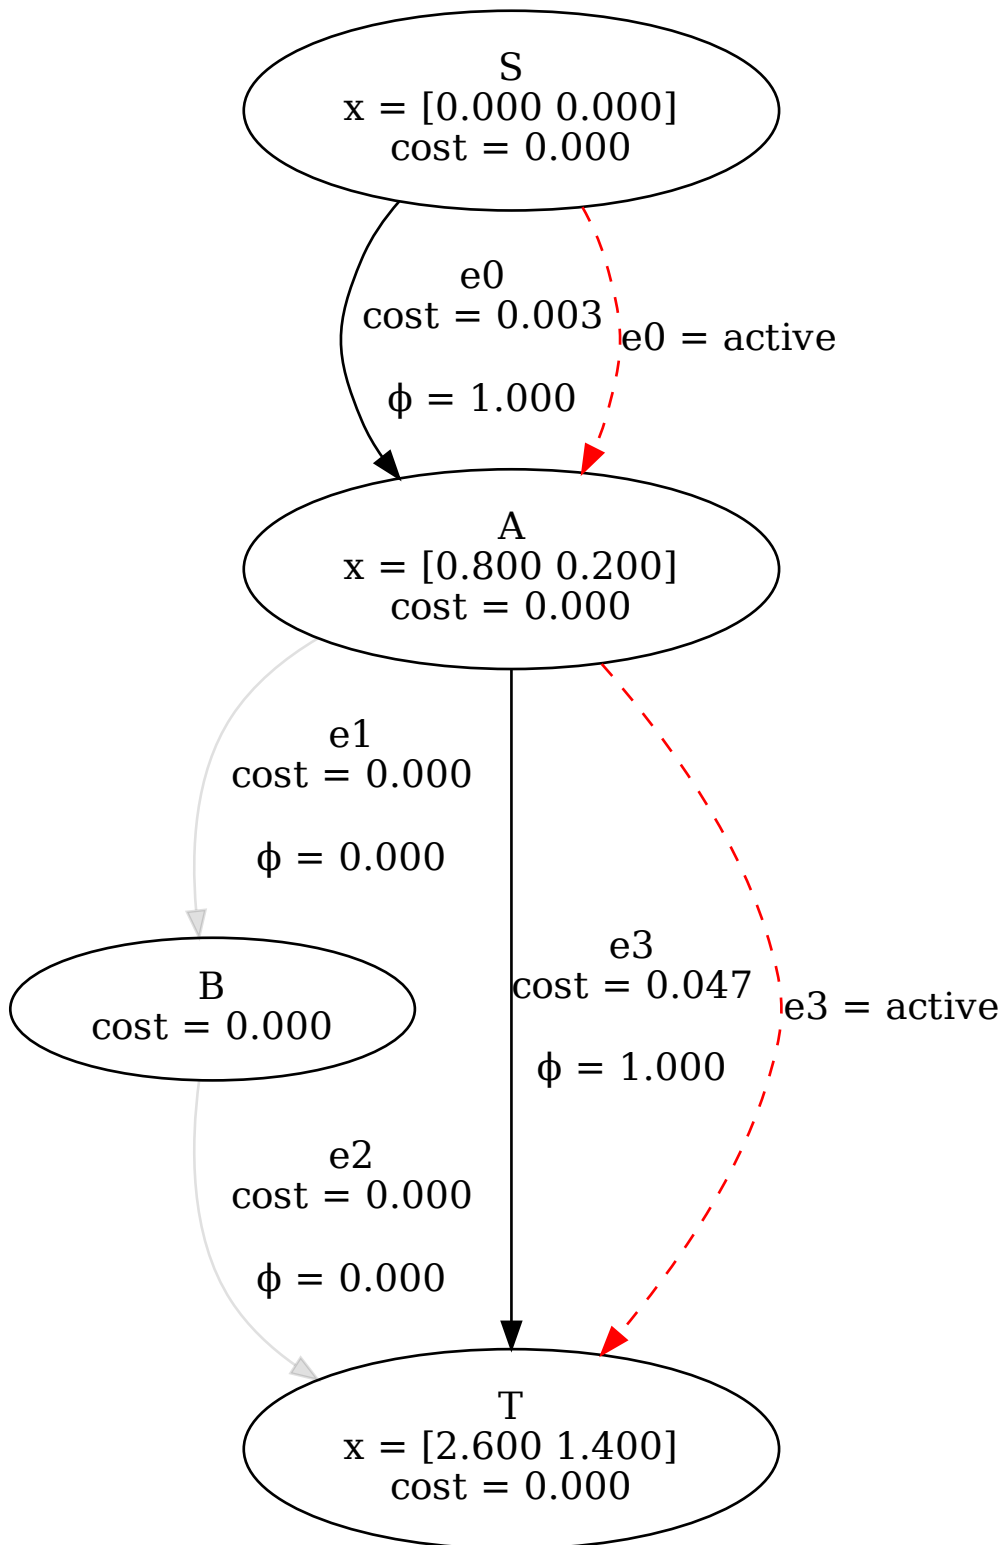 S
x = [0.000 0.000]
cost = 0.000
e0
cost = 0.003
ϕ = 1.000
e0 = active
A
x = [0.800 0.200]
cost = 0.000
e1
cost = 0.000
ϕ = 0.000
e3
cost = 0.047
ϕ = 1.000
e3 = active
B
cost = 0.000
e2
cost = 0.000
ϕ = 0.000
T
x = [2.600 1.400]
cost = 0.000